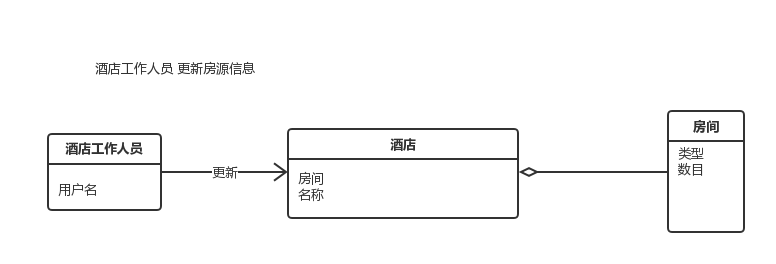 酒店工作人员 更新房源信息
酒店工作人员
用户名
更新
酒店
房间
名称
房间
类型
数目